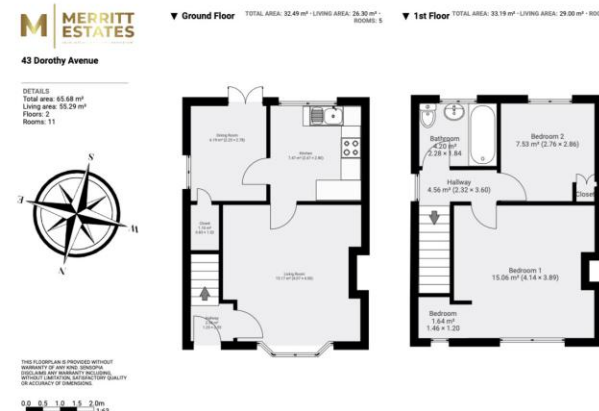 M MERRITT
ESTATES
43 Dorothy Avenue
DETAILS
Total area: 65.68 m²
Living area: 55.29 m²
Floors: 2
Rooms: 11
S
E
W
N
THIS FLOORPLAN IS PROVIDED WITHOUT
WARRANTY OF ANY KIND. SENSOPIA
DISCLAIMS ANY WARRANTY INCLUDING,
WITHOUT LIMITATION, SATISFACTORY QUALITY
OR ACCURACY OF DIMENSIONS.
0.0 0.5 1.0 1.5 2.0m
1:63
▼ Ground Floor TOTAL AREA: 32.49 m² · LIVING AREA: 26.30 m² ·
ROOMS: 5
Dining Room
Kitchen
Closet
Living Room
Hallway
▼ 1st Floor TOTAL AREA: 33.19 m² · LIVING AREA: 29.00 m² · ROO
Bathroom
4.20 m²
2.28 × 1.84
Bedroom 2
7.53 m² (2.76 × 2.86)
Hallway
4.56 m² (2.32 × 3.60)
Closet
Bedroom 1
15.06 m² (4.14 × 3.89)
Bedroom
1.64 m²
1.46 × 1.20